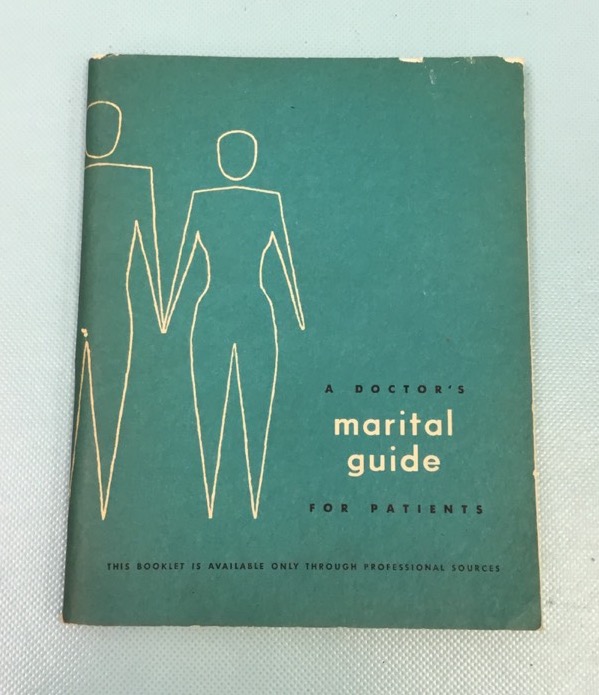 A DOCTOR'S
marital
guide
FOR PATIENTS
THIS BOOKLET IS AVAILABLE ONLY THROUGH PROFESSIONAL SOURCES